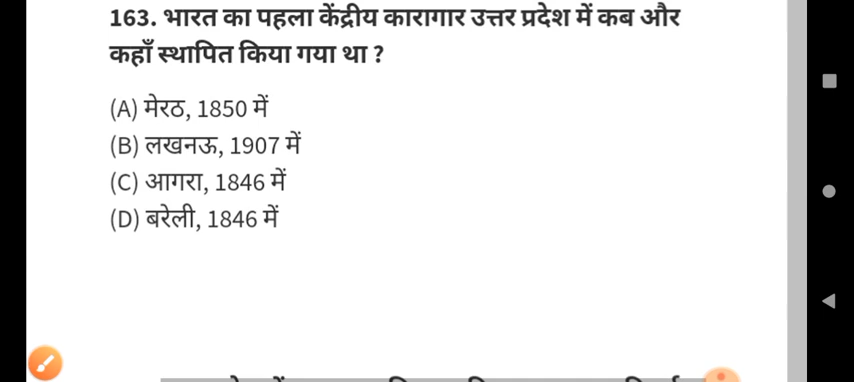 163. भारत का पहला केंद्रीय कारागार उत्तर प्रदेश में कब और
कहाँ स्थापित किया गया था ?
(A) मेरठ, 1850 में
(B) लखनऊ, 1907 में
(C) आगरा, 1846 में
(D) बरेली, 1846 में